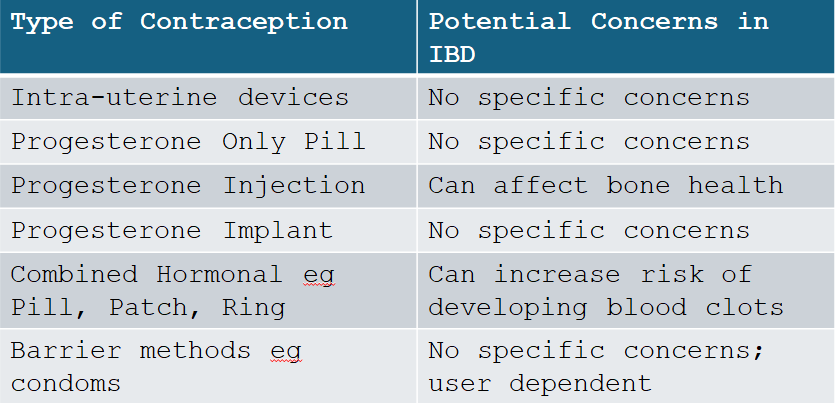 Type of Contraception
Potential Concerns in
IBD
Intra-uterine devices
No specific concerns
Progesterone Only Pill
No specific concerns
Progesterone Injection
Can affect bone health
Progesterone Implant
No specific concerns
Combined Hormonal eg
Pill, Patch, Ring
Can increase risk of
developing blood clots
Barrier methods eg
condoms
No specific concerns;
user dependent